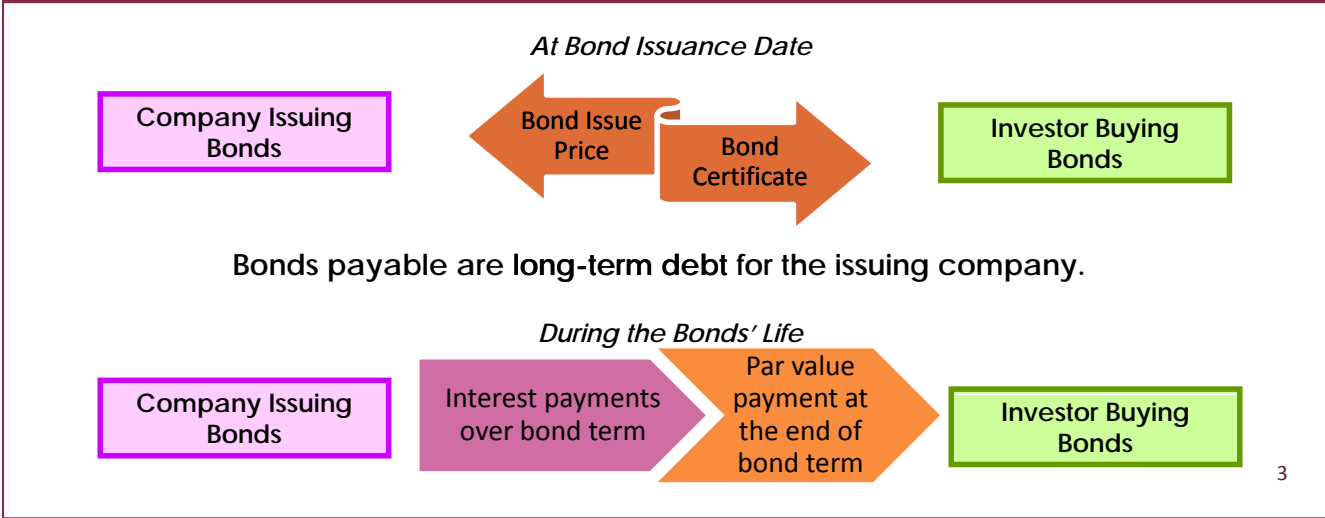 At Bond Issuance Date
Company Issuing
Bonds
Bond Issue
Price
Bond
Certificate
Investor Buying
Bonds
Bonds payable are long-term debt for the issuing company.
During the Bonds’ Life
Company Issuing
Bonds
Interest payments
over bond term
Par value
payment at
the end of
bond term
Investor Buying
Bonds
3